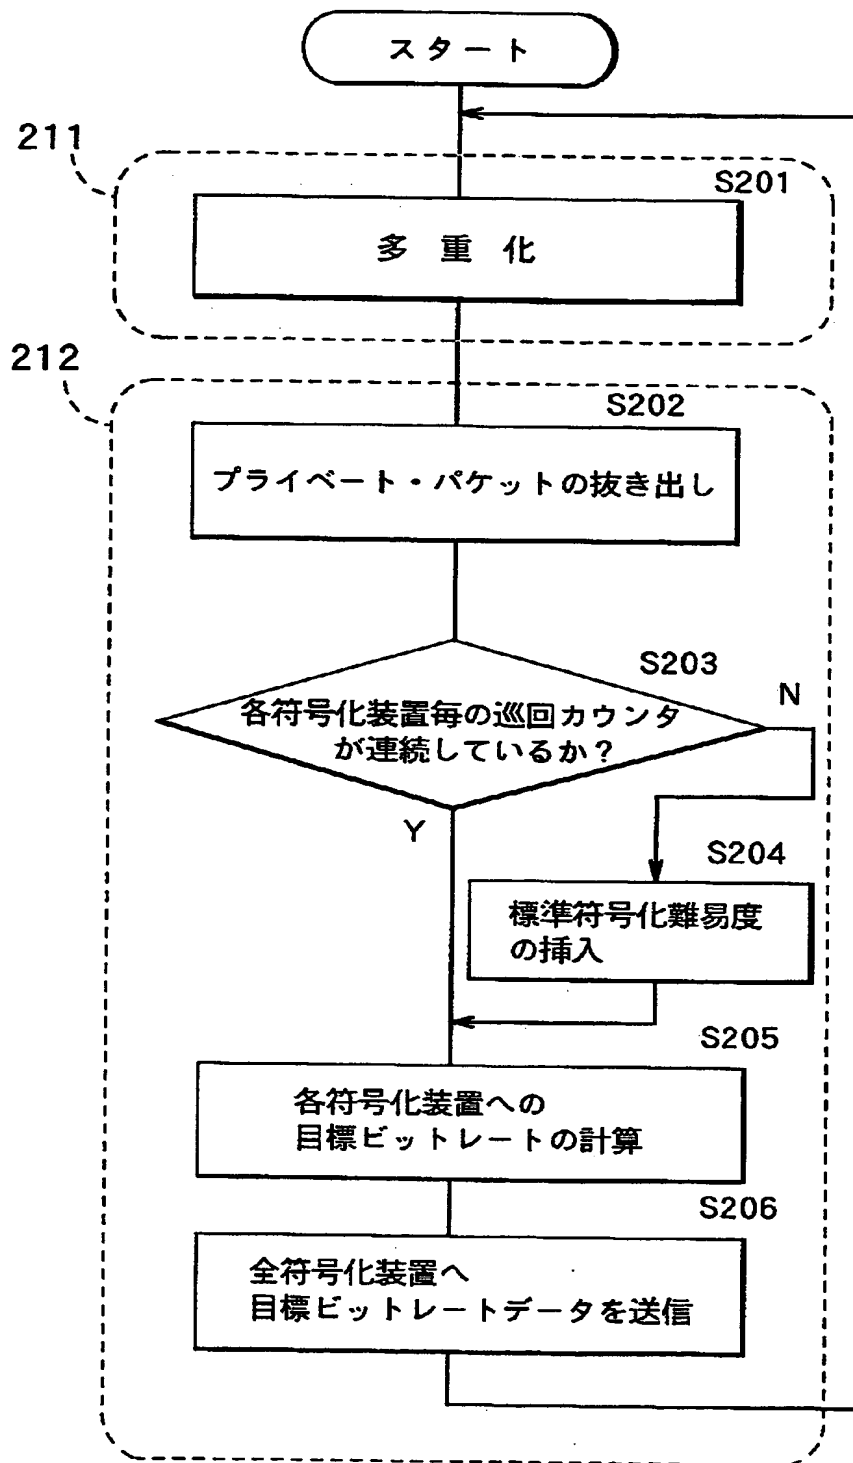 スタート
211
S201
多重化
212
S202
プライベート・パケットの抜き出し
S203
N
各符号化装置毎の巡回カウンタ
が連続しているか?
Y
S204
標準符号化難易度
の挿入
S205
各符号化装置への
目標ビットレートの計算
S206
全符号化装置へ
目標ビットレートデータを送信